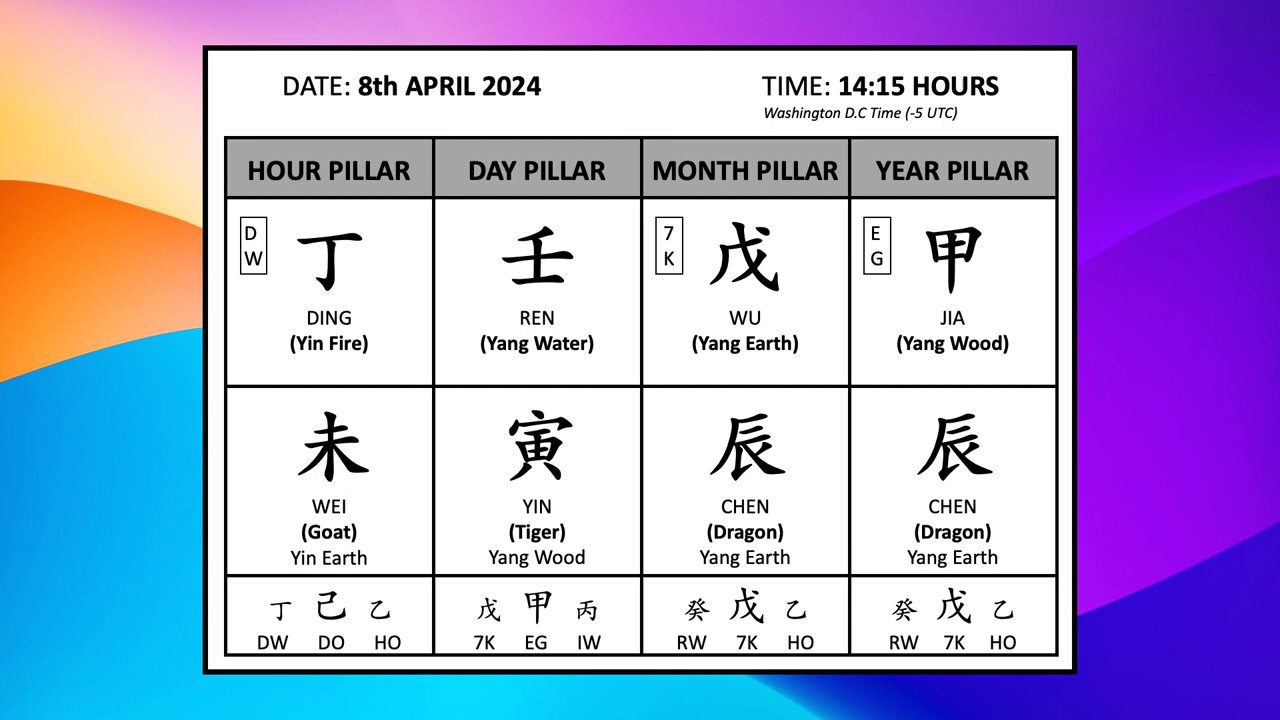 DATE: 8th APRIL 2024
TIME: 14:15 HOURS
Washington D.C Time (-5 UTC)
HOUR PILLAR DAY PILLAR MONTH PILLAR YEAR PILLAR
D
W
丁
DING
(Yin Fire)
壬
REN
(Yang Water)
7
K
戊
WU
(Yang Earth)
E
G
甲
JIA
(Yang Wood)
未
WEI
(Goat)
Yin Earth
寅
YIN
(Tiger)
Yang Wood
辰
CHEN
(Dragon)
Yang Earth
辰
CHEN
(Dragon)
Yang Earth
丁 己 乙
DW DO HO
戊 甲 丙
7K EG IW
癸 戊 乙
RW 7K HO
癸 戊 乙
RW 7K HO